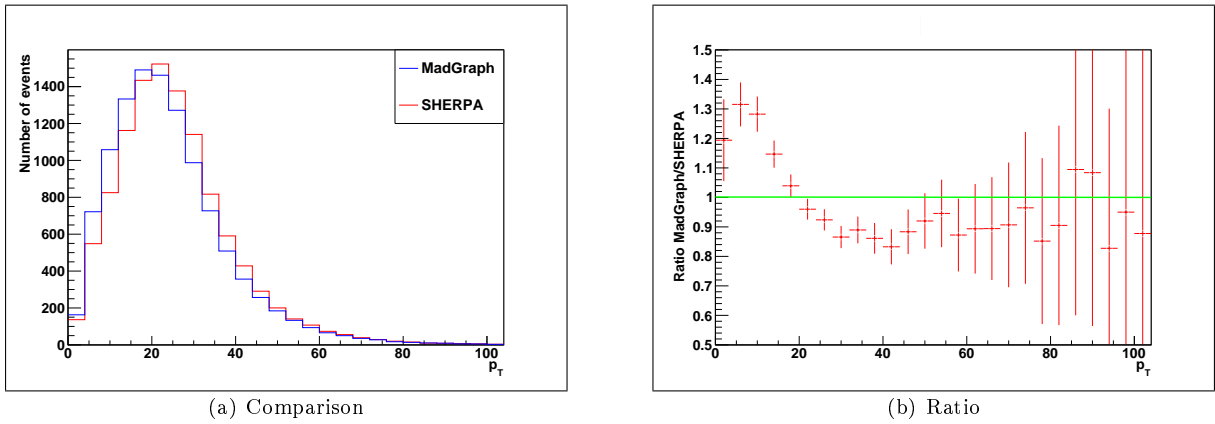 Number of events
1400
1200
1000
800
600
400
200
0
0 20 40 60 80 100
p_T
MadGraph
SHERPA
(a) Comparison
Ratio MadGraph/SHERPA
1.5
1.4
1.3
1.2
1.1
1
0.9
0.8
0.7
0.6
0.5
0 20 40 60 80 100
p_T
(b) Ratio